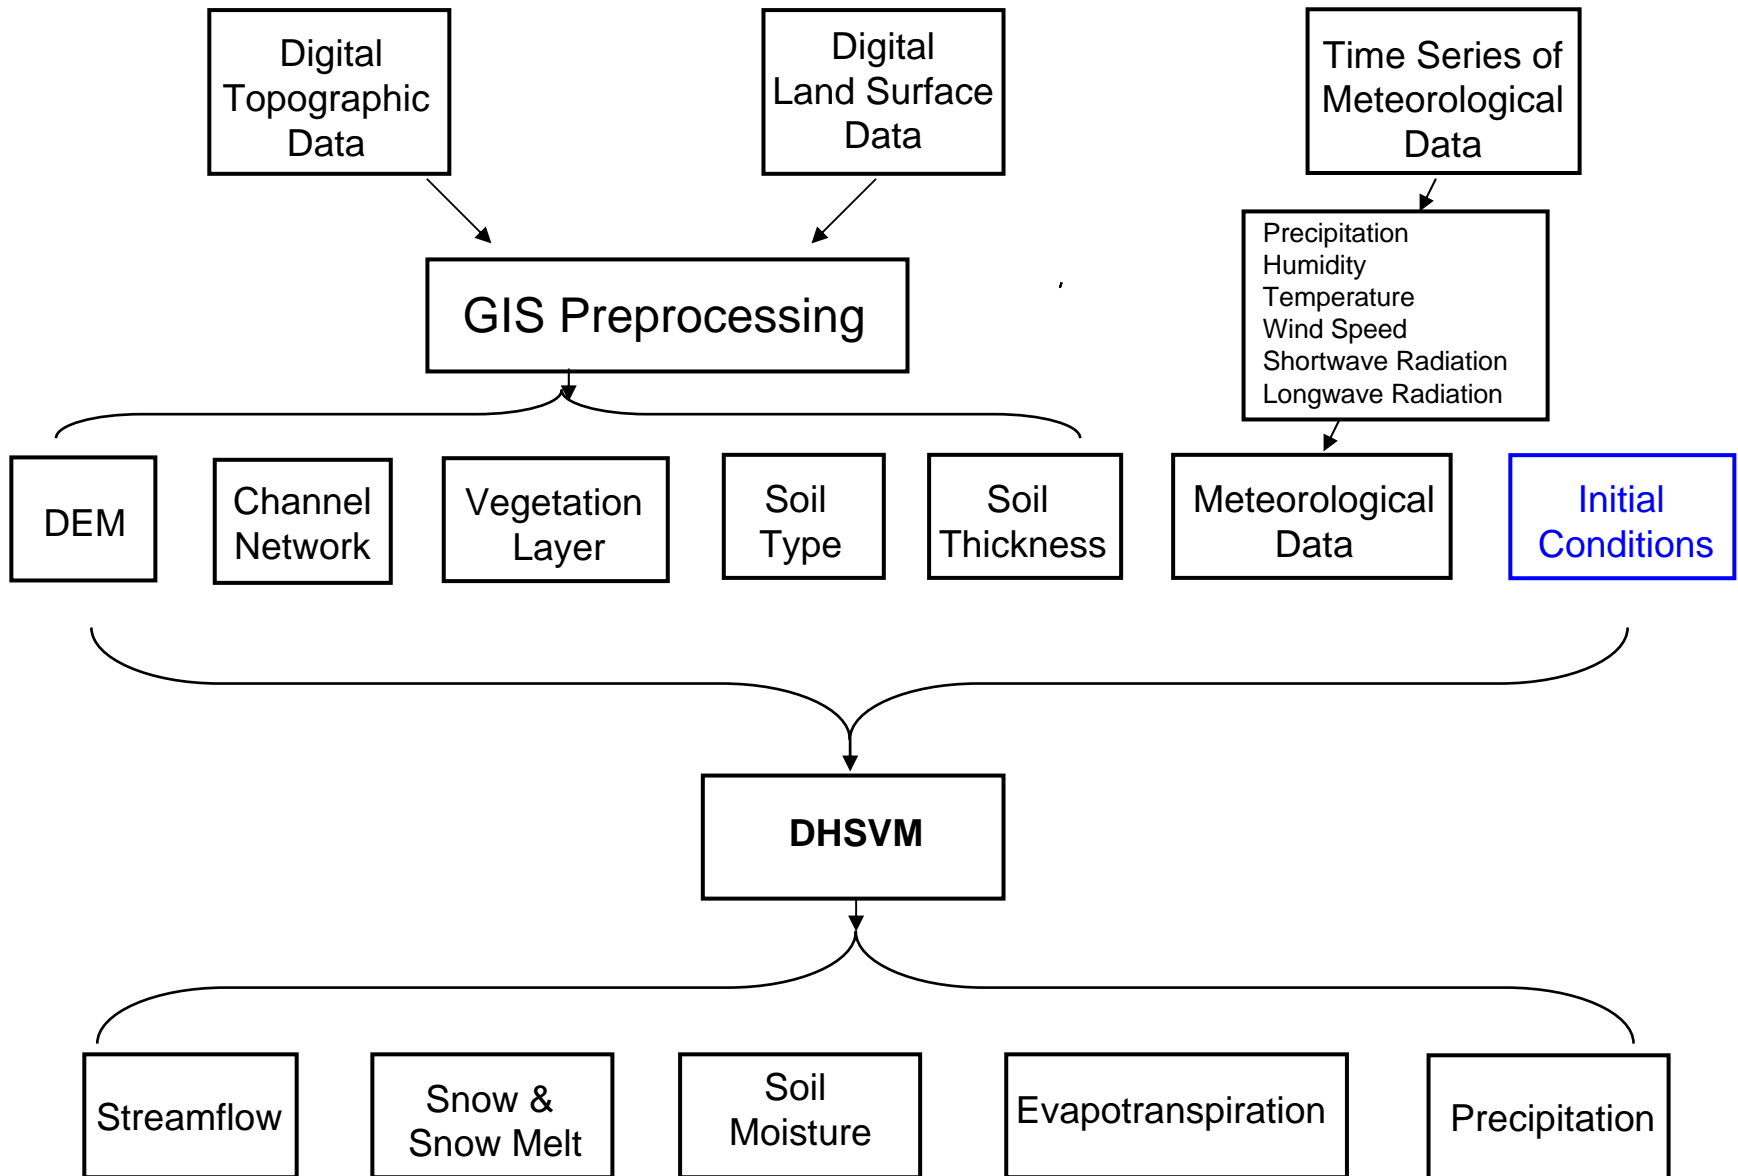 Digital
Topographic
Data
Digital
Land Surface
Data
Time Series of
Meteorological
Data
Precipitation
Humidity
Temperature
Wind Speed
Shortwave Radiation
Longwave Radiation
GIS Preprocessing
,
DEM
Channel
Network
Vegetation
Layer
Soil
Type
Soil
Thickness
Meteorological
Data
Initial
Conditions
DHSVM
Streamflow
Snow &
Snow Melt
Soil
Moisture
Evapotranspiration
Precipitation